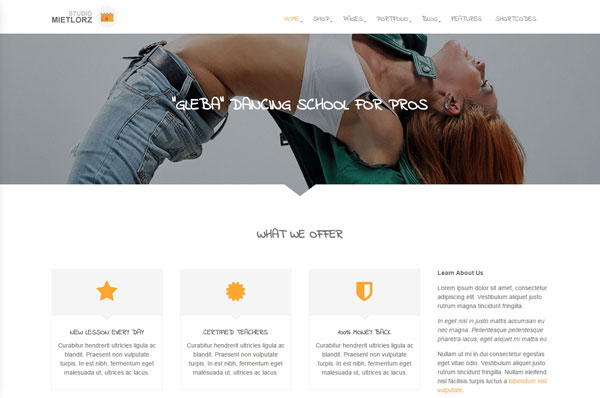 STUDIO
MIETLORZ
HOME SHOP PAGES PORTFOLIO BLOG FEATURES SHORTCODES
"GLEBA" DANCING SCHOOL FOR PROS
WHAT WE OFFER
NEW LESSON EVERY DAY
Curabitur hendrerit ultricies ligula ac
blandit. Praesent non vulputate
turpis. In est nibh, fermentum eget
malesuada ut, ultrices ac lacus.
CERTIFIED TEACHERS
Curabitur hendrerit ultricies ligula ac
blandit. Praesent non vulputate
turpis. In est nibh, fermentum eget
malesuada ut, ultrices ac lacus.
100% MONEY BACK
Curabitur hendrerit ultricies ligula ac
blandit. Praesent non vulputate
turpis. In est nibh, fermentum eget
malesuada ut, ultrices ac lacus.
Learn About Us
Lorem ipsum dolor sit amet, consectetur
adipiscing elit. Vestibulum aliquet justo
rutrum magna tincidunt fringilla.
In eget nisl in justo mattis accumsan eu
nec magna. Pellentesque pellentesque
pharetra lacus, eget aliquet mi mattis eu.
Nullam ut mi in dui consectetur egestas
eget vitae odio. Vestibulum aliquet justo
rutrum magna tincidunt fringilla. Nullam eleifend
nisl facilisis turpis luctus a bibendum nisl
vulputate.